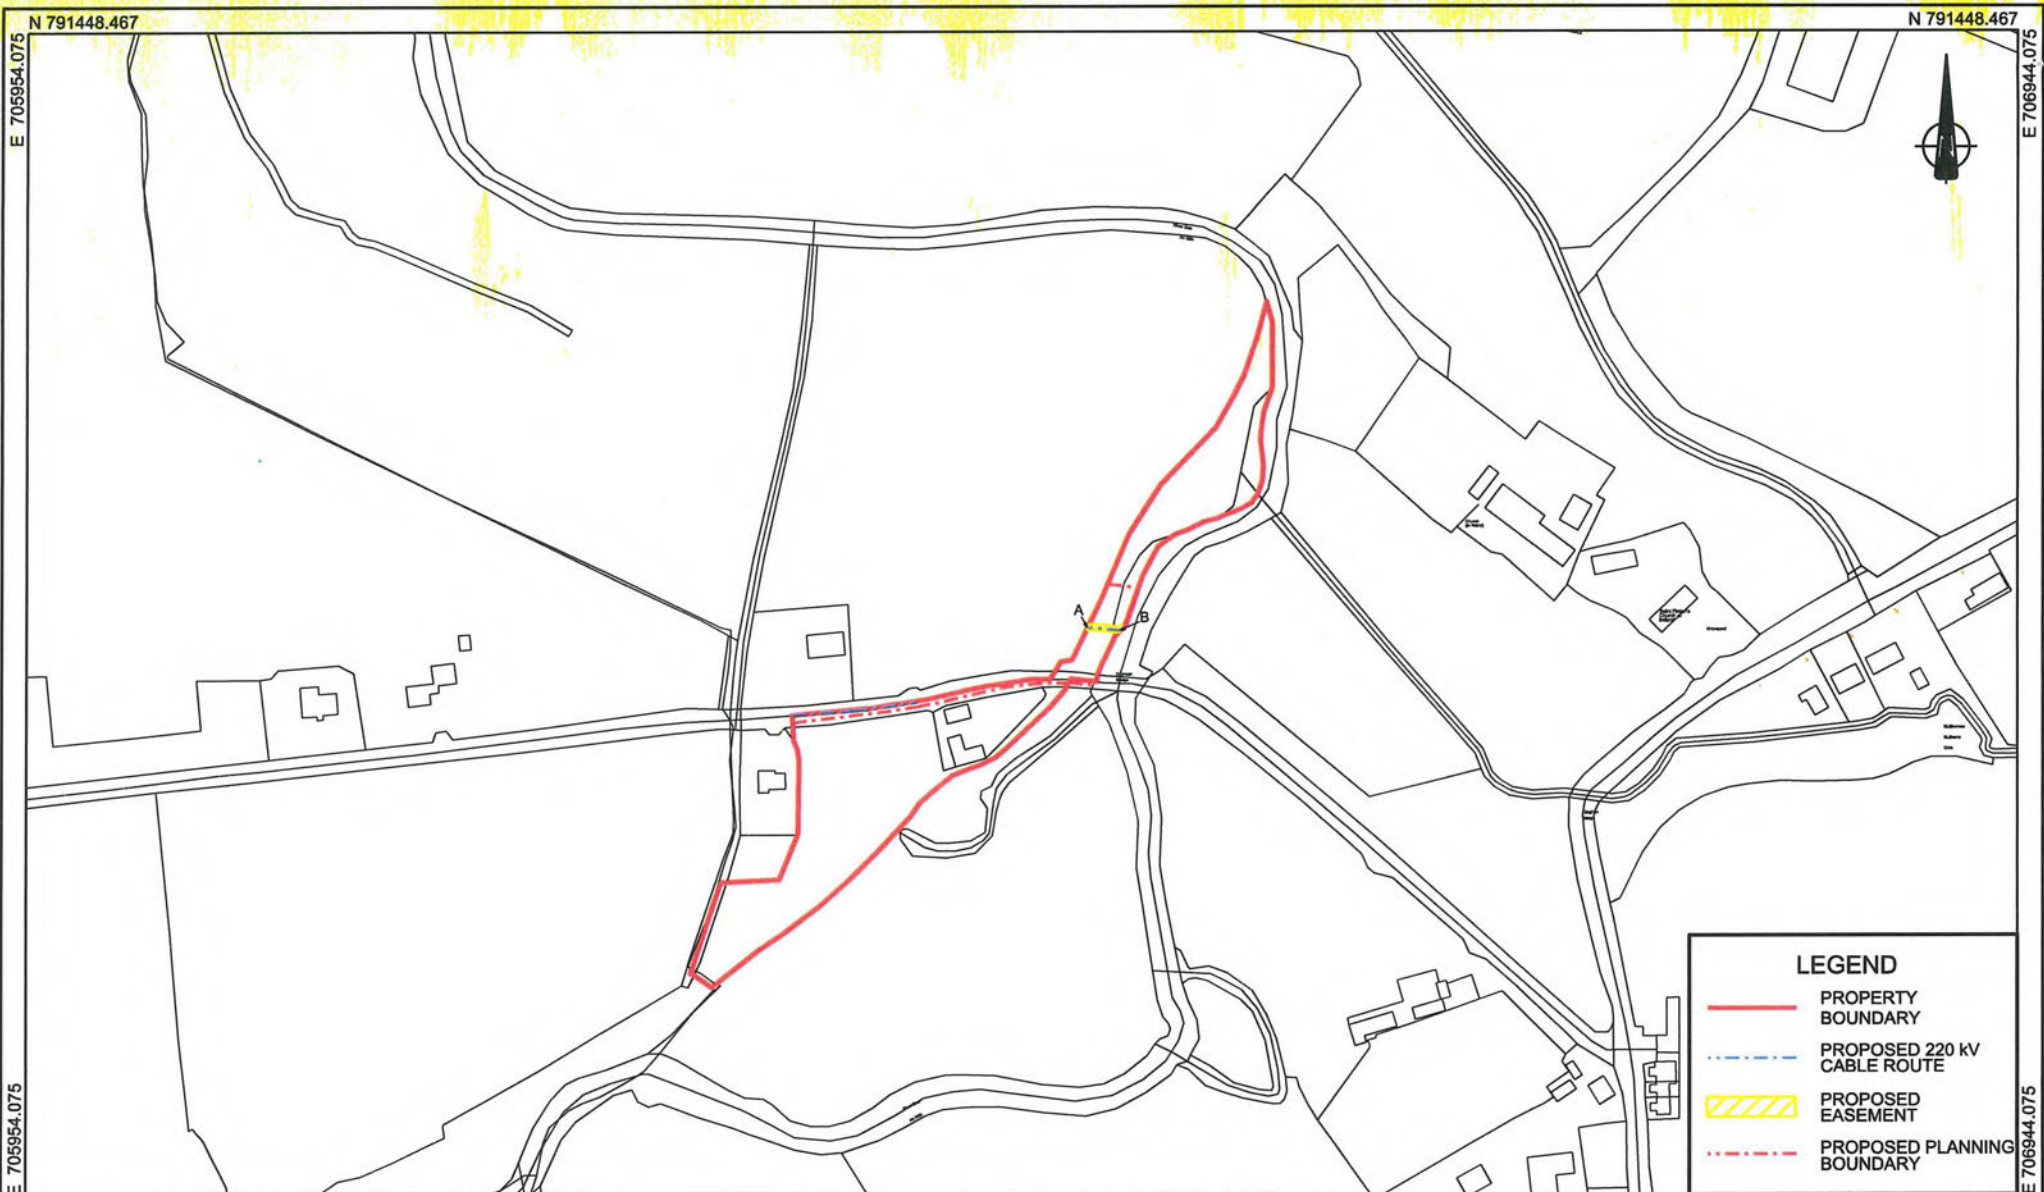 N 791448.467
N 791448.467
E 705954.075
E 706944.075
A
B
LEGEND
PROPERTY
BOUNDARY
PROPOSED 220 kV
CABLE ROUTE
PROPOSED
EASEMENT
PROPOSED PLANNING
BOUNDARY
E 705954.075
E 706944.075